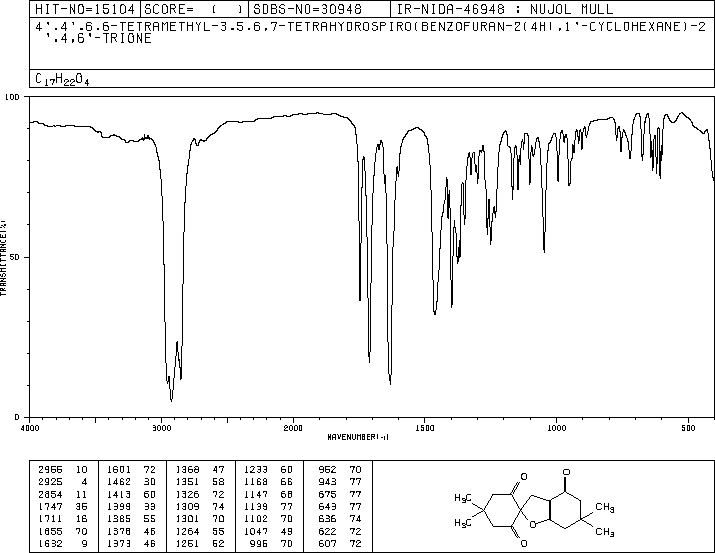 HIT-NO=15104 SCORE= ( ) SDBS-NO=30948 IR-NIDA-46948 : NUJOL MULL
4'.4'.6.6-TETRAMETHYL-3.5.6.7-TETRAHYDROSPIRO(BENZOFURAN-2(4H),1'-CYCLOHEXANE)-2
'.4,6'-TRIONE
C17H22O4
100
50
0
TRANSMITTANCE(%)
4000 3000 2000 1500 1000 500
WAVENUMBER(-1)
2955 10 1601 72 1368 47 1233 60 952 70
2925 4 1462 30 1351 58 1168 66 943 77
2854 11 1413 60 1326 72 1147 68 675 77
1747 35 1399 33 1309 74 1139 77 643 77
1711 16 1385 55 1301 70 1102 70 636 74
1655 70 1378 46 1264 55 1047 49 622 72
1632 9 1373 46 1251 52 995 70 607 72
O
O
H3C
H3C
O
O
CH3
CH3